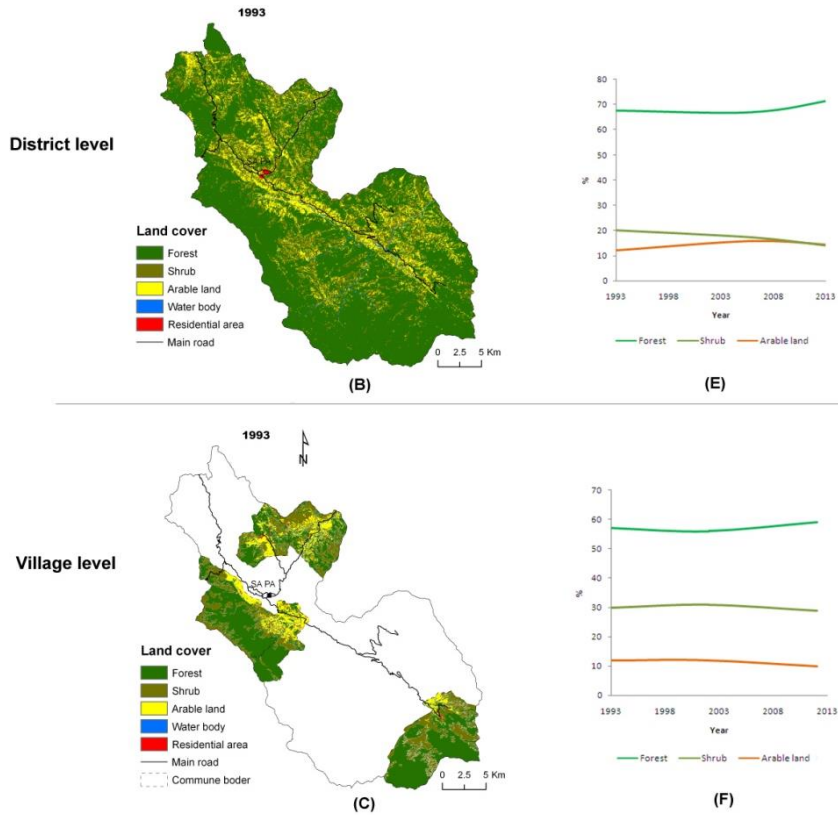 1993
District level
Land cover
Forest
Shrub
Arable land
Water body
Residential area
Main road
0 2.5 5 Km
(B)
80
70
60
50
40
30
20
10
0
%
1993 1998 2003 2008 2013
Year
Forest Shrub Arable land
(E)
1993
N
Village level
SA PA
Land cover
Forest
Shrub
Arable land
Water body
Residential area
Main road
Commune boder
0 2.5 5 Km
(C)
70
60
50
40
30
20
10
0
%
1993 1998 2003 2008 2013
Year
Forest Shrub Arable land
(F)